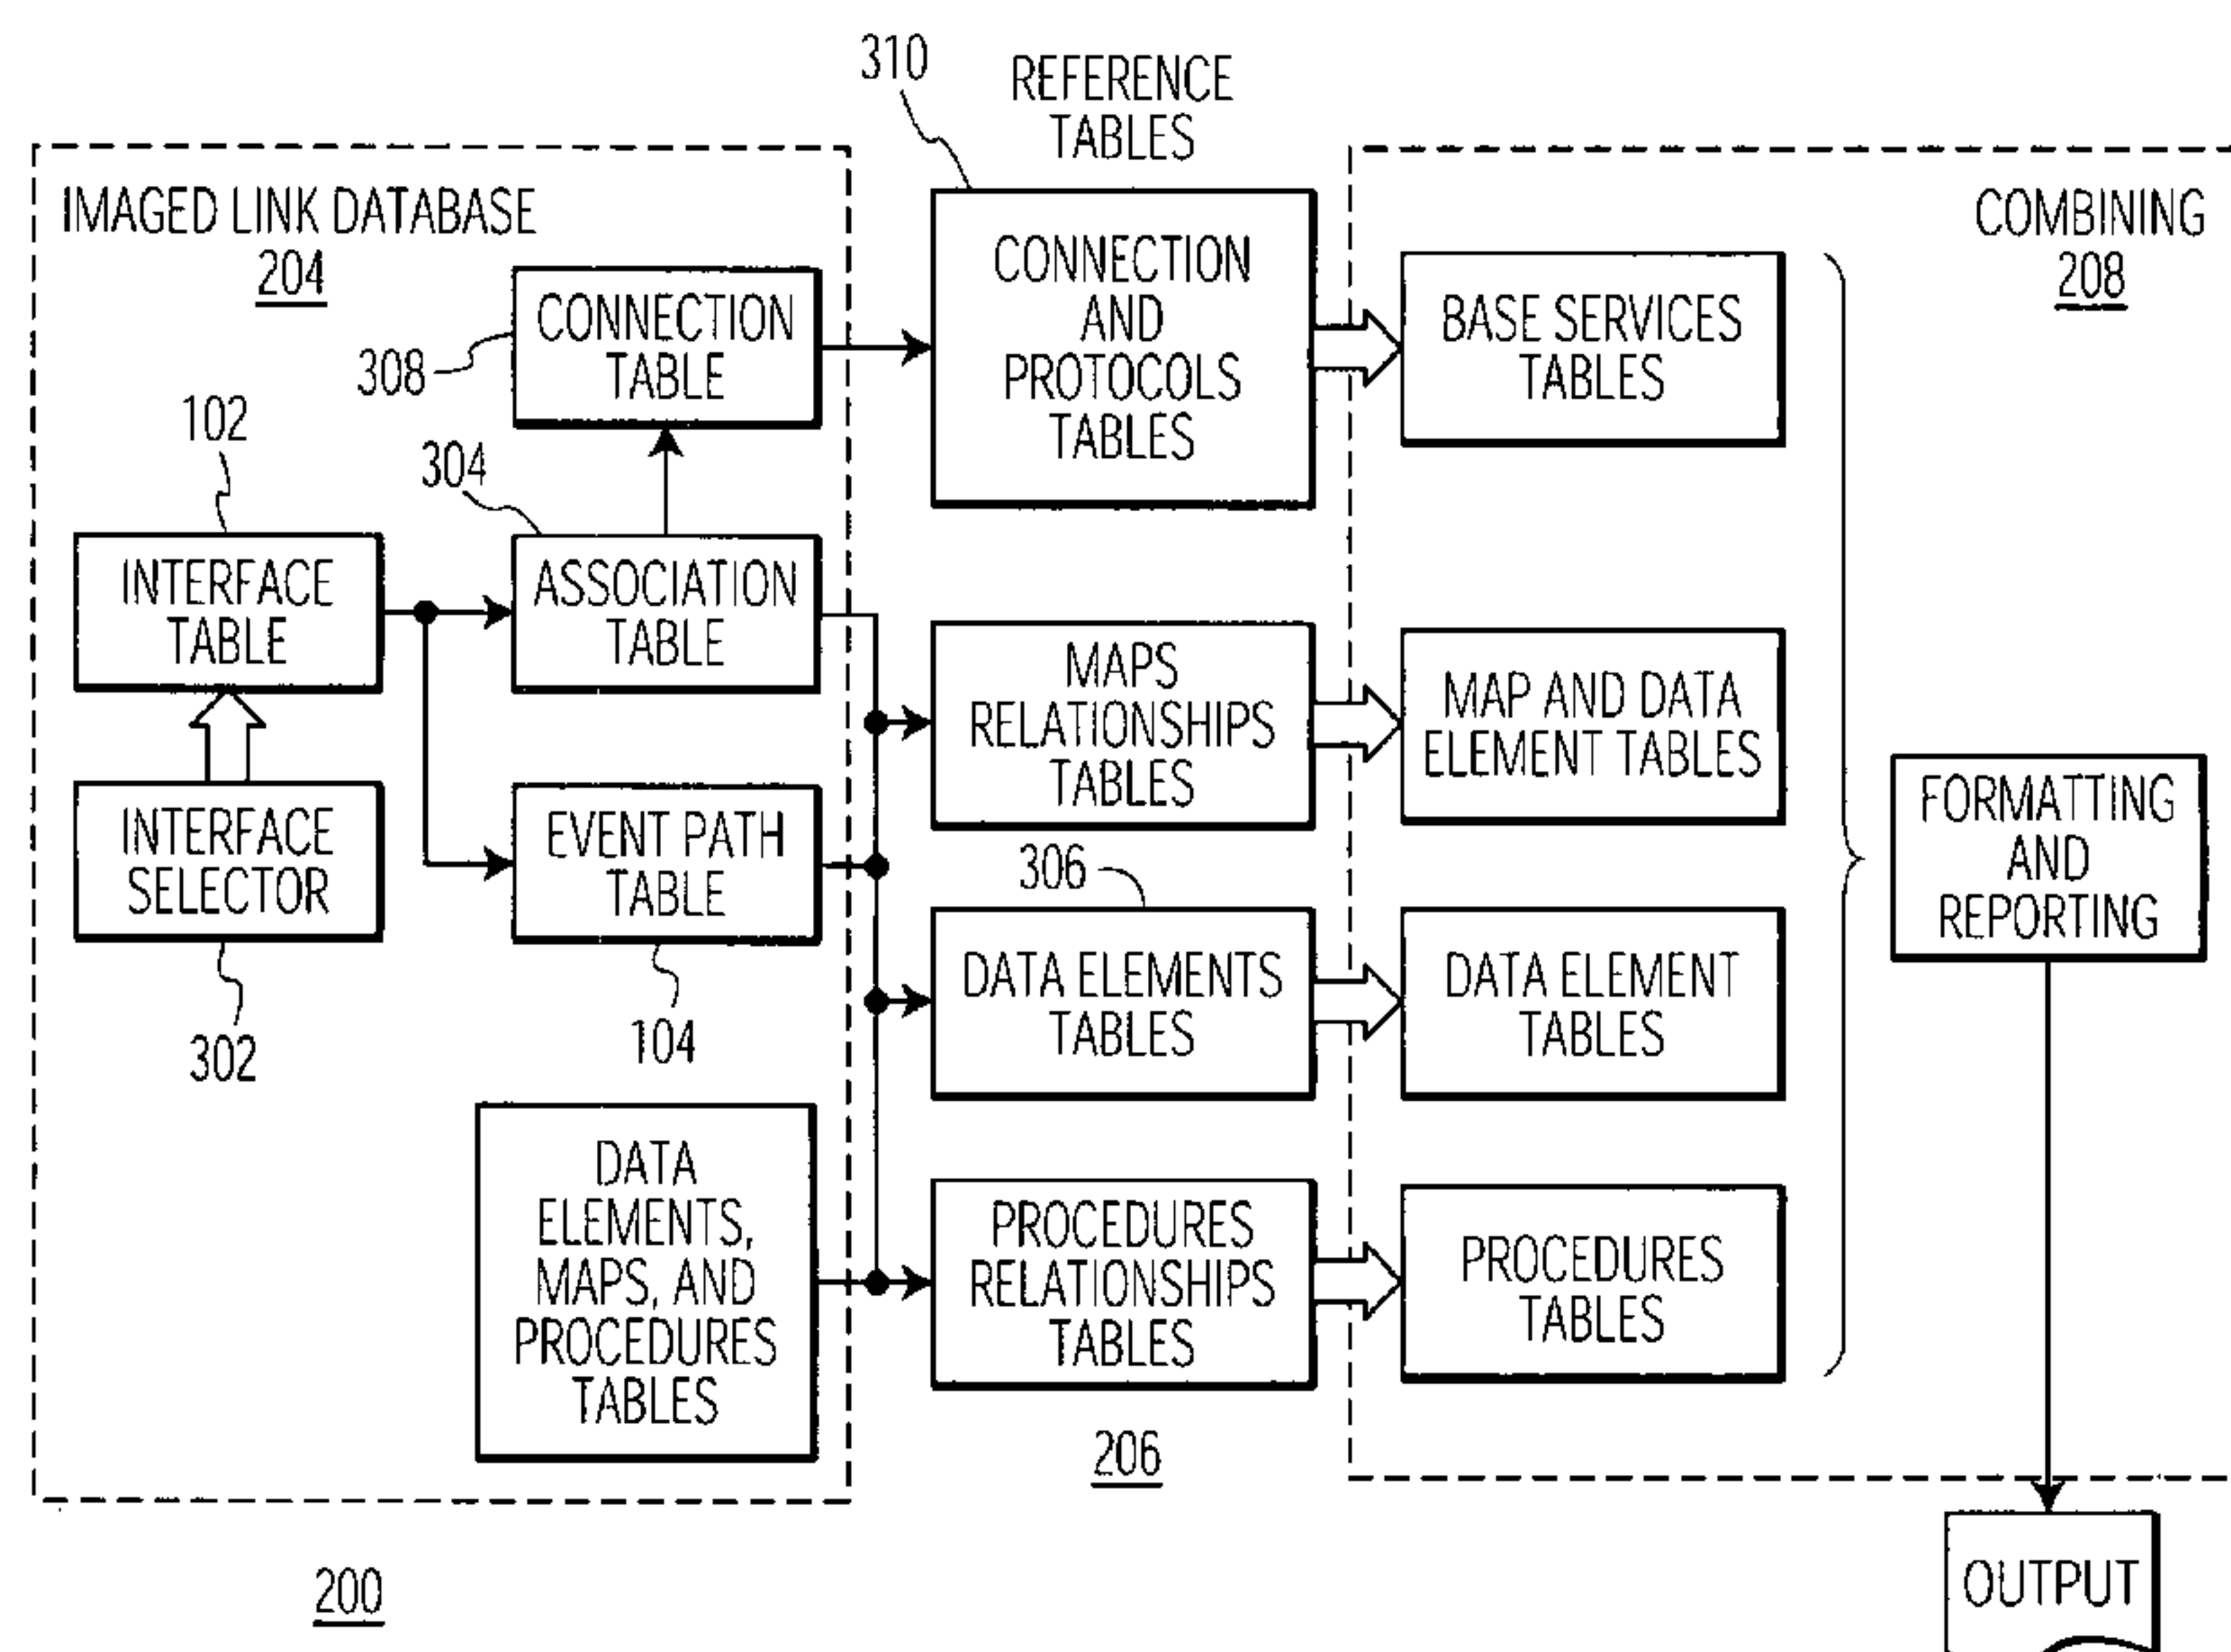 310
REFERENCE
TABLES
IMAGED LINK DATABASE
204
COMBINING
208
CONNECTION
TABLE
308
CONNECTION
AND
PROTOCOLS
TABLES
BASE SERVICES
TABLES
102
304
INTERFACE
TABLE
ASSOCIATION
TABLE
MAPS
RELATIONSHIPS
TABLES
MAP AND DATA
ELEMENT TABLES
INTERFACE
SELECTOR
302
EVENT PATH
TABLE
104
306
DATA ELEMENTS
TABLES
DATA ELEMENT
TABLES
FORMATTING
AND
REPORTING
DATA
ELEMENTS,
MAPS, AND
PROCEDURES
TABLES
PROCEDURES
RELATIONSHIPS
TABLES
PROCEDURES
TABLES
206
200
OUTPUT